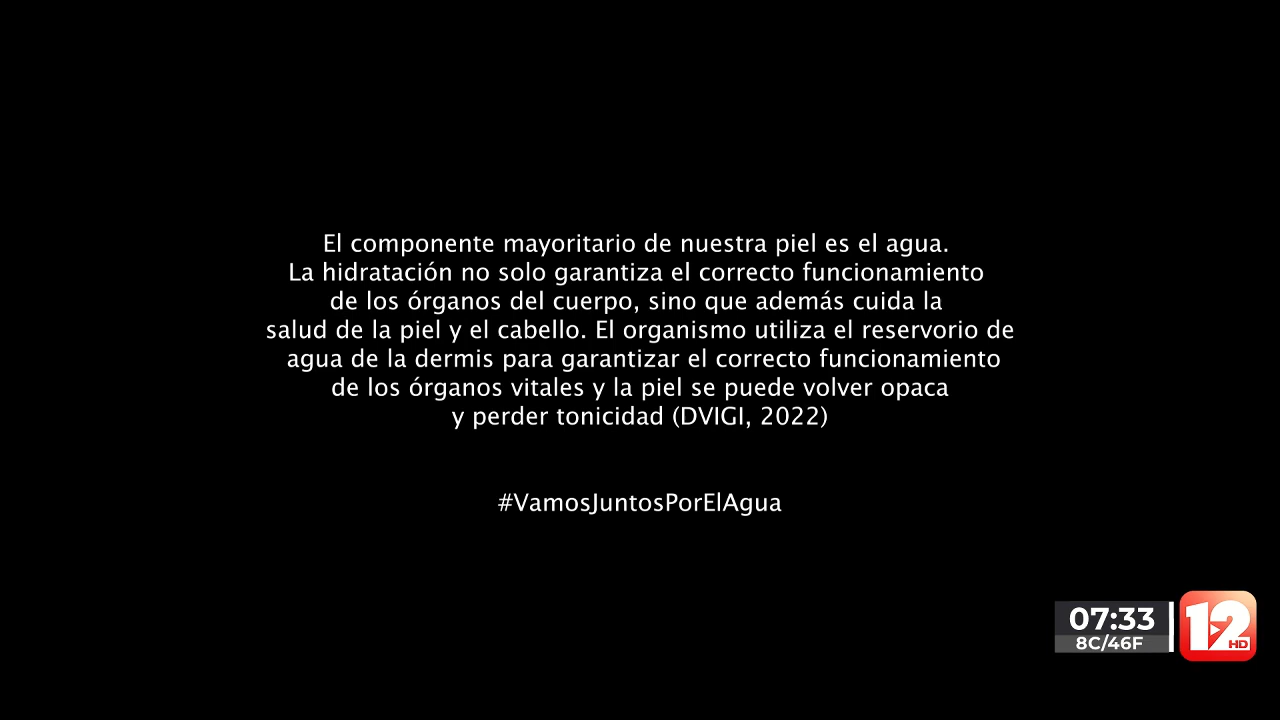 El componente mayoritario de nuestra piel es el agua.
La hidratación no solo garantiza el correcto funcionamiento
de los órganos del cuerpo, sino que además cuida la
salud de la piel y el cabello. El organismo utiliza el reservorio de
agua de la dermis para garantizar el correcto funcionamiento
de los órganos vitales y la piel se puede volver opaca
y perder tonicidad (DVIGI, 2022)
#VamosJuntosPorElAgua
07:33
8C/46F
12
HD